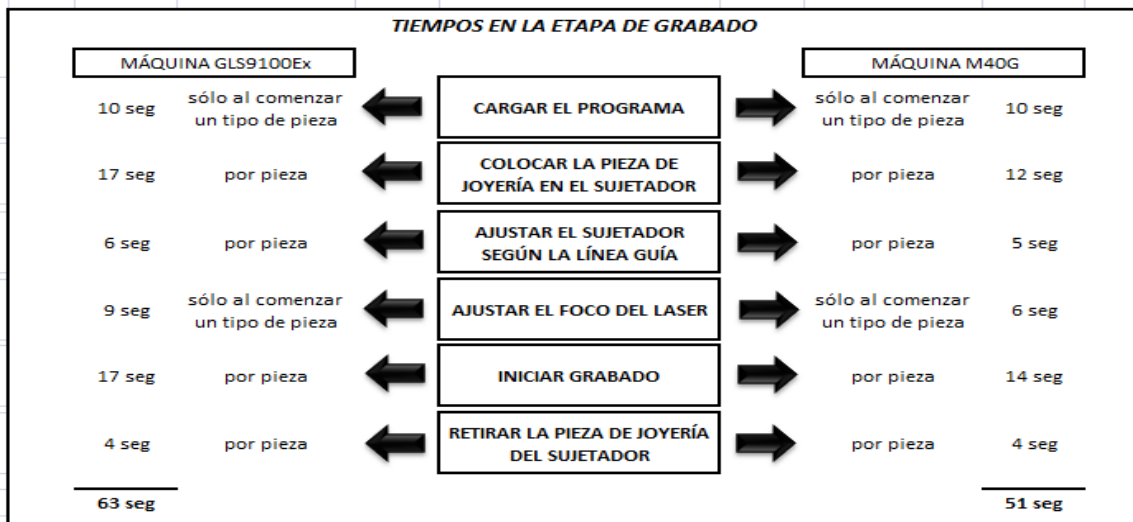 TIEMPOS EN LA ETAPA DE GRABADO
MÁQUINA GLS9100Ex
MÁQUINA M40G
10 seg
sólo al comenzar
un tipo de pieza
CARGAR EL PROGRAMA
sólo al comenzar
un tipo de pieza
10 seg
17 seg
por pieza
COLOCAR LA PIEZA DE
JOYERÍA EN EL SUJETADOR
por pieza
12 seg
6 seg
por pieza
AJUSTAR EL SUJETADOR
SEGÚN LA LÍNEA GUÍA
por pieza
5 seg
9 seg
sólo al comenzar
un tipo de pieza
AJUSTAR EL FOCO DEL LASER
sólo al comenzar
un tipo de pieza
6 seg
17 seg
por pieza
INICIAR GRABADO
por pieza
14 seg
4 seg
por pieza
RETIRAR LA PIEZA DE JOYERÍA
DEL SUJETADOR
por pieza
4 seg
63 seg
51 seg